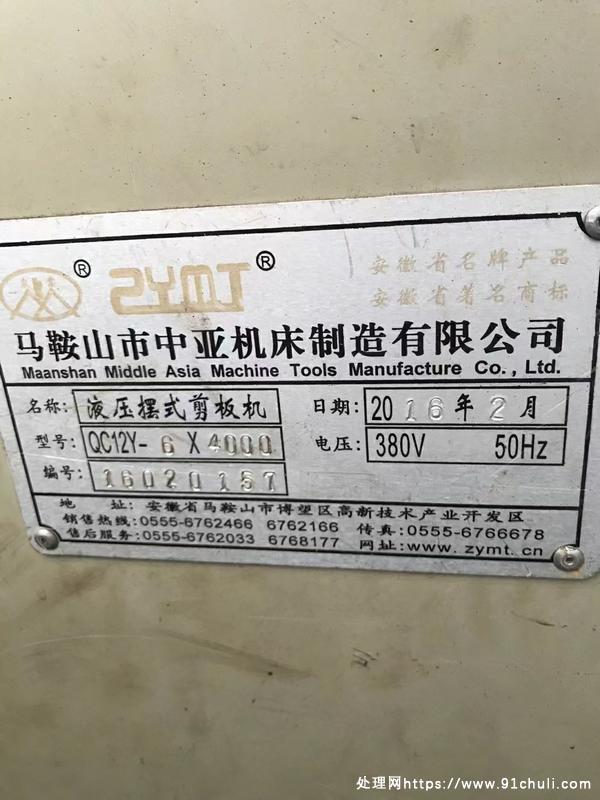 ® ZYMT ®
安徽省名牌产品
安徽省著名商标
马鞍山市中亚机床制造有限公司
Maanshan Middle Asia Machine Tools Manufacture Co., Ltd.
名称: 液压摆式剪板机 日期: 2016年2月
型号: QC12Y-6X4000 电压: 380V 50Hz
编号: 16020157
地 址: 安徽省马鞍山市博望区高新技术产业开发区
销售热线:0555-6762466 6762166 传真:0555-6766678
售后服务:0555-6762033 6768177 网址:www.zymt.cn
处理网https://www.91chuli.com